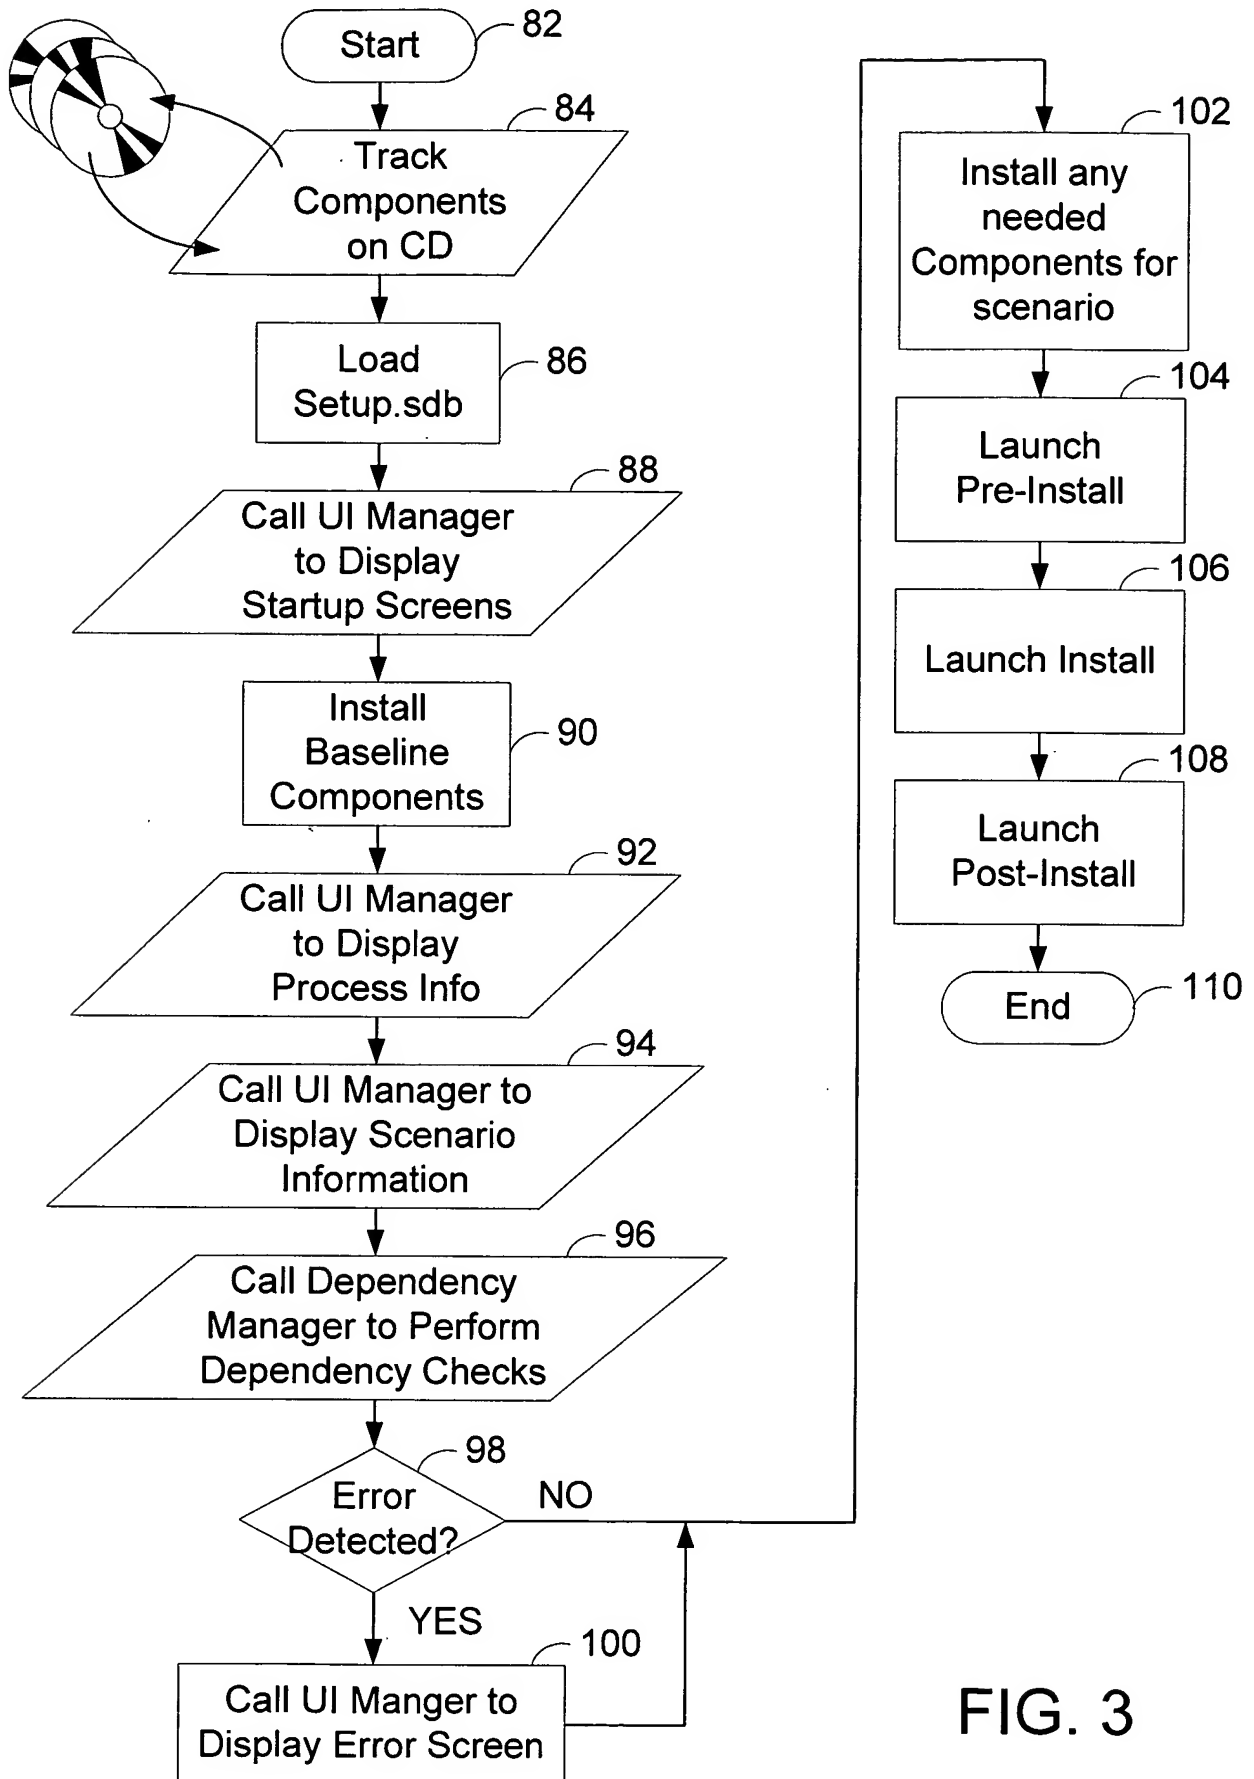 Start
82
84
Track
Components
on CD
Load
Setup.sdb
86
88
Call UI Manager
to Display
Startup Screens
Install
Baseline
Components
90
92
Call UI Manager
to Display
Process Info
94
Call UI Manager to
Display Scenario
Information
96
Call Dependency
Manager to Perform
Dependency Checks
98
Error
Detected?
NO
YES
100
Call UI Manger to
Display Error Screen
102
Install any
needed
Components for
scenario
104
Launch
Pre-Install
106
Launch Install
108
Launch
Post-Install
End
110
FIG. 3